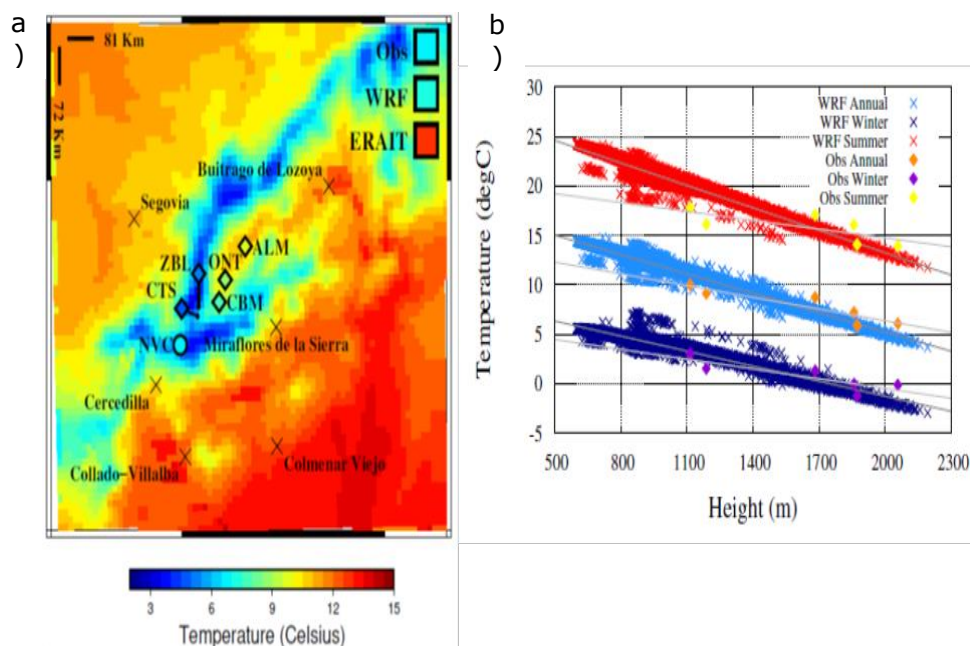 a
)
81 Km
72 Km
Obs
WRF
ERAIT
Buitrago de Lozoya
Segovia
ZBL
ONT
ALM
CTS
CBM
NVC
Miraflores de la Sierra
Cercedilla
Collado-Villalba
Colmenar Viejo
3 6 9 12 15
Temperature (Celsius)
b
)
30
25
20
15
10
5
0
-5
Temperature (degC)
WRF Annual
WRF Winter
WRF Summer
Obs Annual
Obs Winter
Obs Summer
500 800 1100 1400 1700 2000 2300
Height (m)